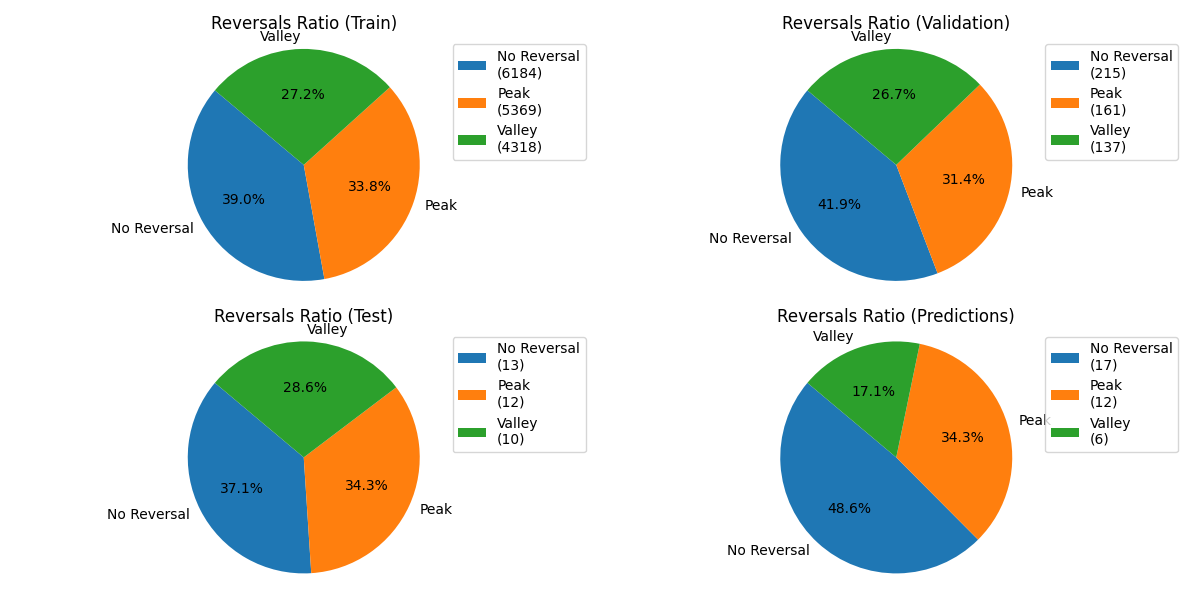 Reversals Ratio (Train)
Valley
27.2%
39.0%
33.8%
No Reversal
Peak
No Reversal
(6184)
Peak
(5369)
Valley
(4318)
Reversals Ratio (Validation)
Valley
26.7%
41.9%
31.4%
No Reversal
Peak
No Reversal
(215)
Peak
(161)
Valley
(137)
Reversals Ratio (Test)
Valley
28.6%
37.1%
34.3%
No Reversal
Peak
No Reversal
(13)
Peak
(12)
Valley
(10)
Reversals Ratio (Predictions)
Valley
17.1%
34.3%
48.6%
No Reversal
Peak
No Reversal
(17)
Peak
(12)
Valley
(6)